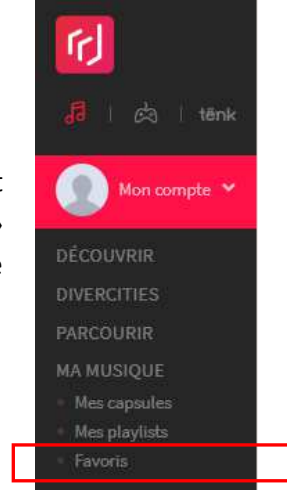 tënk
t
Mon compte
»
e
DÉCOUVRIR
DIVERCITIES
PARCOURIR
MA MUSIQUE
Mes capsules
Mes playlists
Favoris